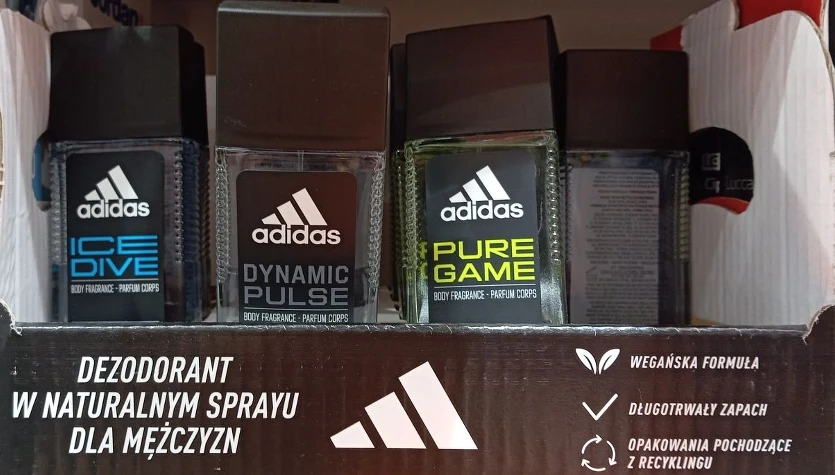 adidas
ICE
DIVE
BODY FRAGRANCE - PARFUM CORPS
adidas
DYNAMIC
PULSE
BODY FRAGRANCE - PARFUM CORPS
adidas
PURE
GAME
BODY FRAGRANCE - PARFUM CORPS
DEZODORANT
W NATURALNYM SPRAYU
DLA MĘŻCZYZN
WEGAŃSKA FORMUŁA
DŁUGOTRWAŁY ZAPACH
OPAKOWANIA POCHODZĄCE
Z RECYKLINGU